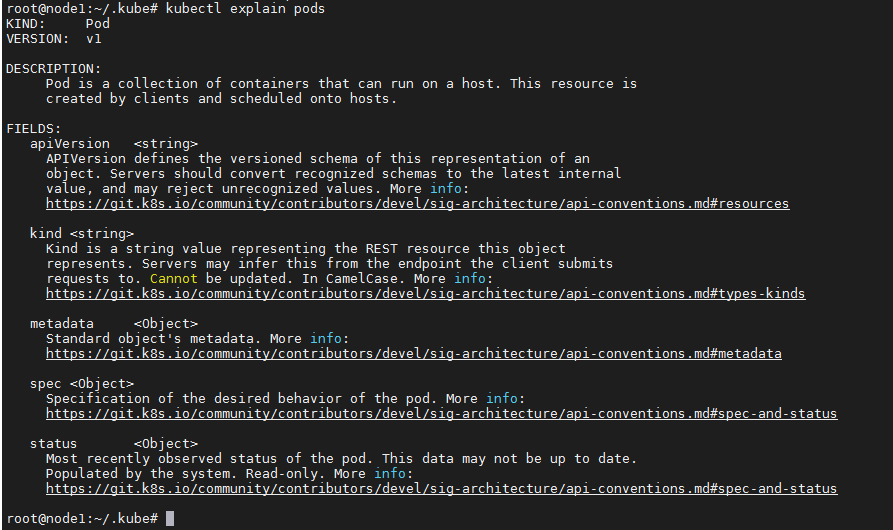 root@node1:~/.kube# kubectl explain pods
KIND:     Pod
VERSION:  v1
DESCRIPTION:
     Pod is a collection of containers that can run on a host. This resource is
     created by clients and scheduled onto hosts.
FIELDS:
   apiVersion   <string>
     APIVersion defines the versioned schema of this representation of an
     object. Servers should convert recognized schemas to the latest internal
     value, and may reject unrecognized values. More info:
     https://git.k8s.io/community/contributors/devel/sig-architecture/api-conventions.md#resources
   kind <string>
     Kind is a string value representing the REST resource this object
     represents. Servers may infer this from the endpoint the client submits
     requests to. Cannot be updated. In CamelCase. More info:
     https://git.k8s.io/community/contributors/devel/sig-architecture/api-conventions.md#types-kinds
   metadata     <Object>
     Standard object's metadata. More info:
     https://git.k8s.io/community/contributors/devel/sig-architecture/api-conventions.md#metadata
   spec <Object>
     Specification of the desired behavior of the pod. More info:
     https://git.k8s.io/community/contributors/devel/sig-architecture/api-conventions.md#spec-and-status
   status       <Object>
     Most recently observed status of the pod. This data may not be up to date.
     Populated by the system. Read-only. More info:
     https://git.k8s.io/community/contributors/devel/sig-architecture/api-conventions.md#spec-and-status
root@node1:~/.kube#